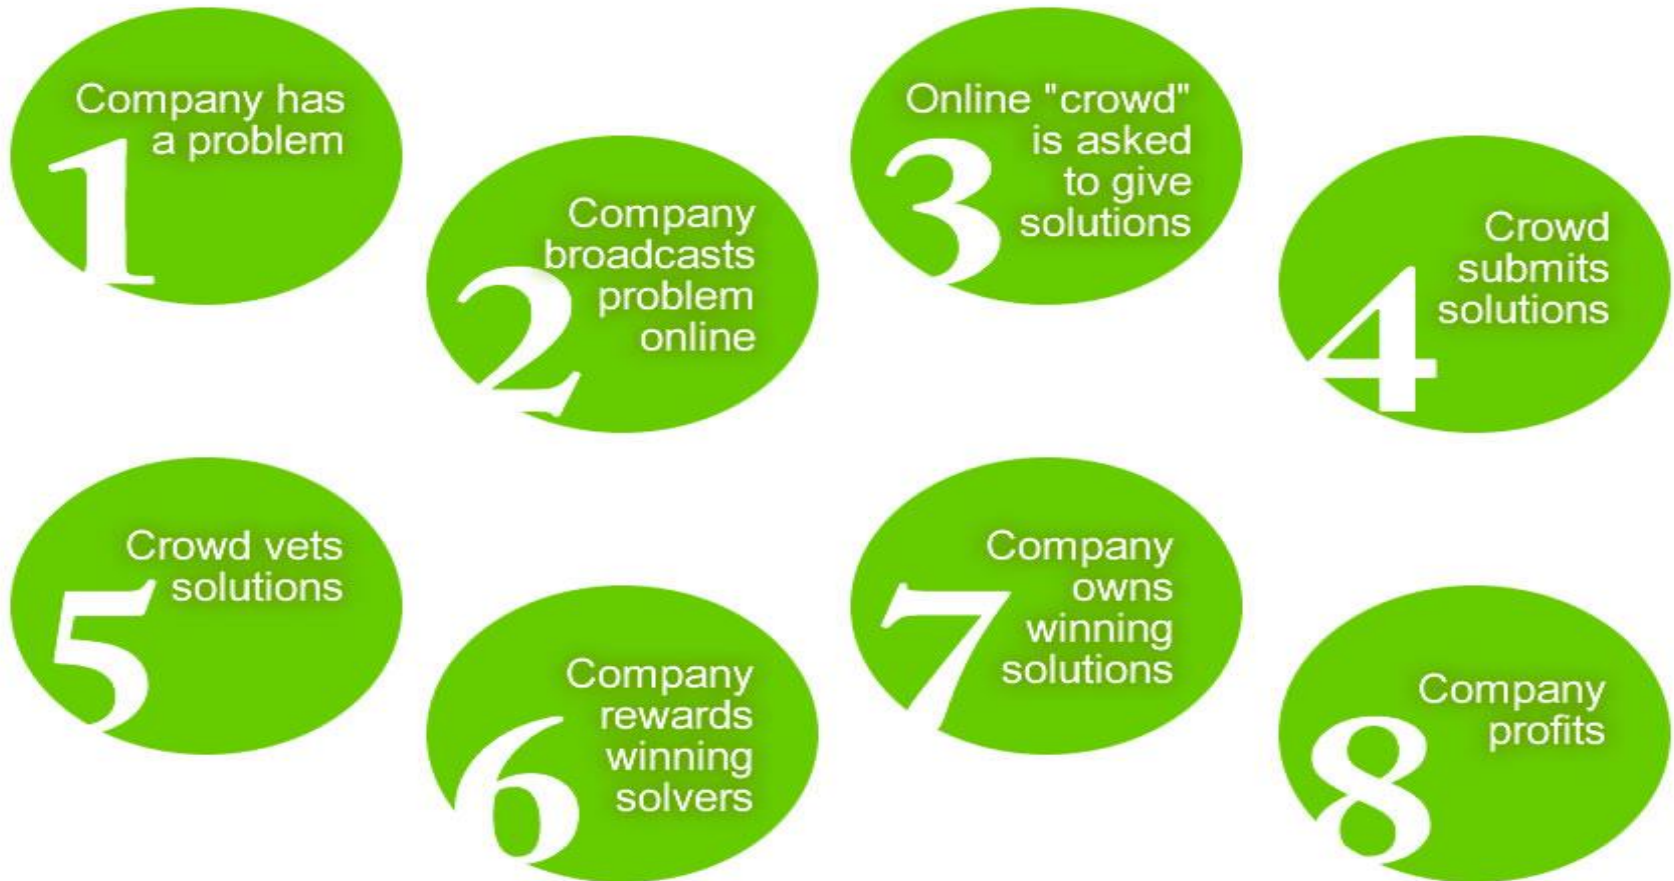 1
Company has
a problem
2
Company
broadcasts
problem
online
3
Online "crowd"
is asked
to give
solutions
4
Crowd
submits
solutions
5
Crowd vets
solutions
6
Company
rewards
winning
solvers
7
Company
owns
winning
solutions
8
Company
profits